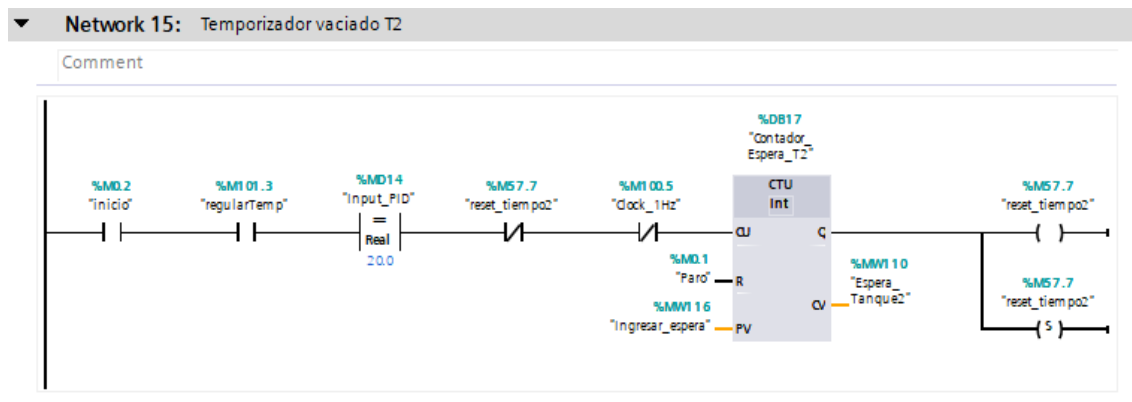 Network 15: Temporizador vaciado T2
Comment
%DB17
"Contador_
Espera_T2"
%M0.2
"inicio"
%M101.3
"regularTemp"
%MD14
"Input_PID"
=
Real
20.0
%M57.7
"reset_tiempo2"
%M100.5
"Clock_1Hz"
CTU
Int
CU
Q
%M57.7
"reset_tiempo2"
%M0.1
"Paro"
R
%MW110
"Espera_
Tanque2"
CV
%M57.7
"reset_tiempo2"
S
%MW116
"Ingresar_espera"
PV